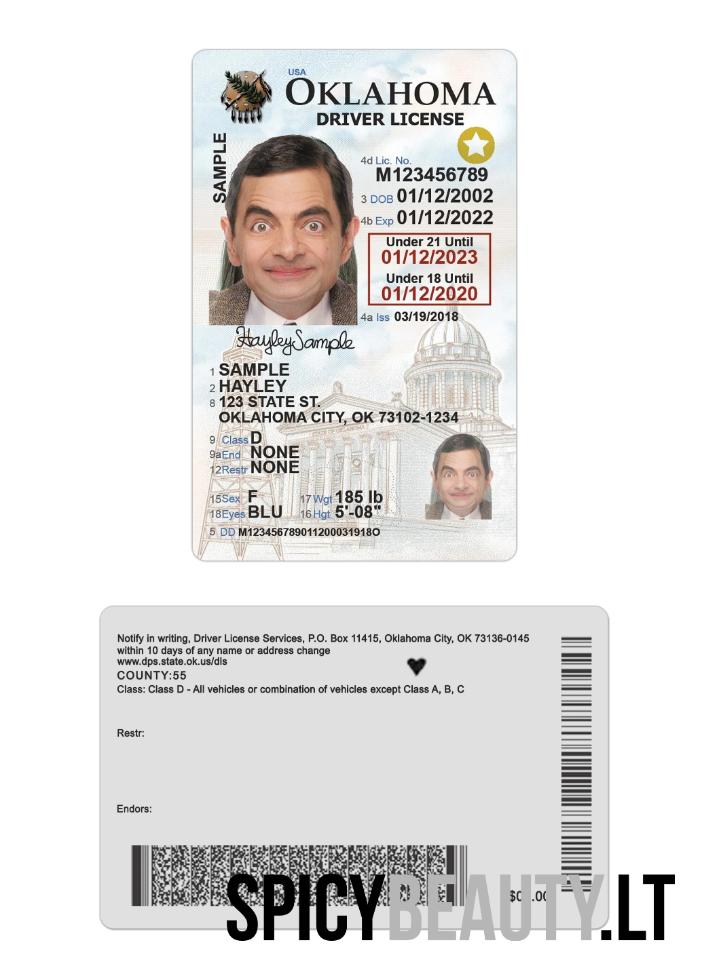 USA
OKLAHOMA
DRIVER LICENSE
SAMPLE
4d Lic. No.
M123456789
3 DOB 01/12/2002
4b Exp 01/12/2022
Under 21 Until
01/12/2023
Under 18 Until
01/12/2020
4a Iss 03/19/2018
Hayley Sample
1 SAMPLE
2 HAYLEY
8 123 STATE ST.
OKLAHOMA CITY, OK 73102-1234
9 Class D
9a End NONE
12 Restr NONE
15 Sex F 17 Wgt 185 lb
18 Eyes BLU 16 Hgt 5'-08"
5 DD M123456789011200031918O
Notify in writing, Driver License Services, P.O. Box 11415, Oklahoma City, OK 73136-0145
within 10 days of any name or address change
www.dps.state.ok.us/dls
COUNTY:55
Class: Class D - All vehicles or combination of vehicles except Class A, B, C
Restr:
Endors:
SPICYBEAUTY.LT